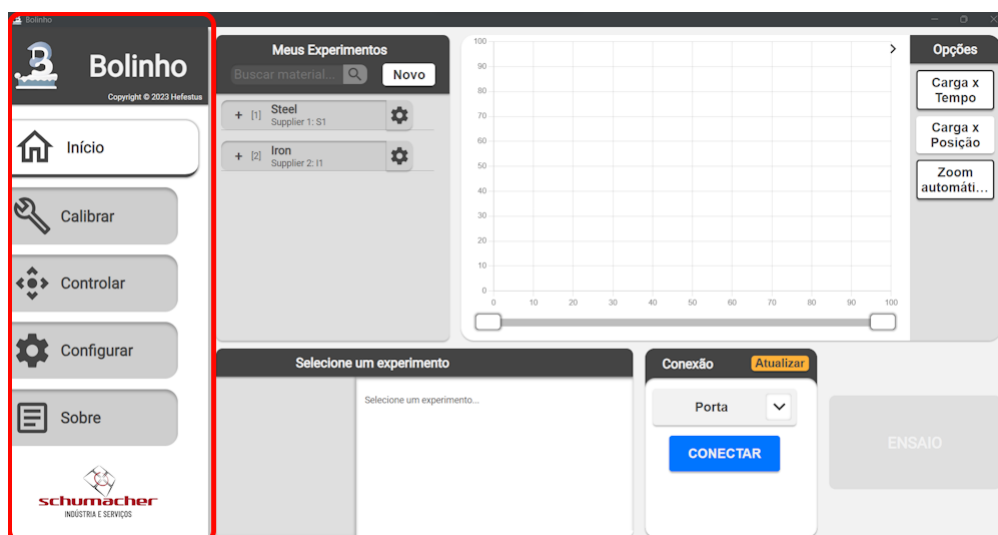 Bolinho
Bolinho
Copyright © 2023 Hefestus
Início
Calibrar
Controlar
Configurar
Sobre
schumacher
INDÚSTRIA E SERVIÇOS
Meus Experimentos
Buscar material...
Novo
+ [1] Steel
Supplier 1: S1
+ [2] Iron
Supplier 2: I1
100
90
80
70
60
50
40
30
20
10
0
0 10 20 30 40 50 60 70 80 90 100
Opções
Carga x
Tempo
Carga x
Posição
Zoom
automáti...
Selecione um experimento
Selecione um experimento...
Conexão
Atualizar
Porta
CONECTAR
ENSAIO